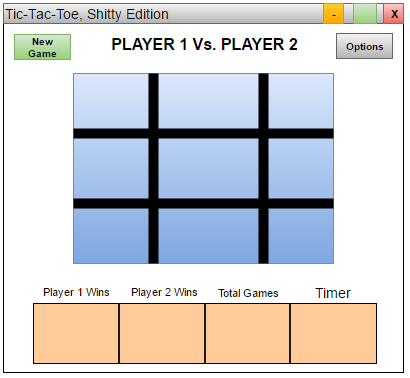 Tic-Tac-Toe, Shitty Edition
- X
New
Game
PLAYER 1 Vs. PLAYER 2
Options
Player 1 Wins
Player 2 Wins
Total Games
Timer